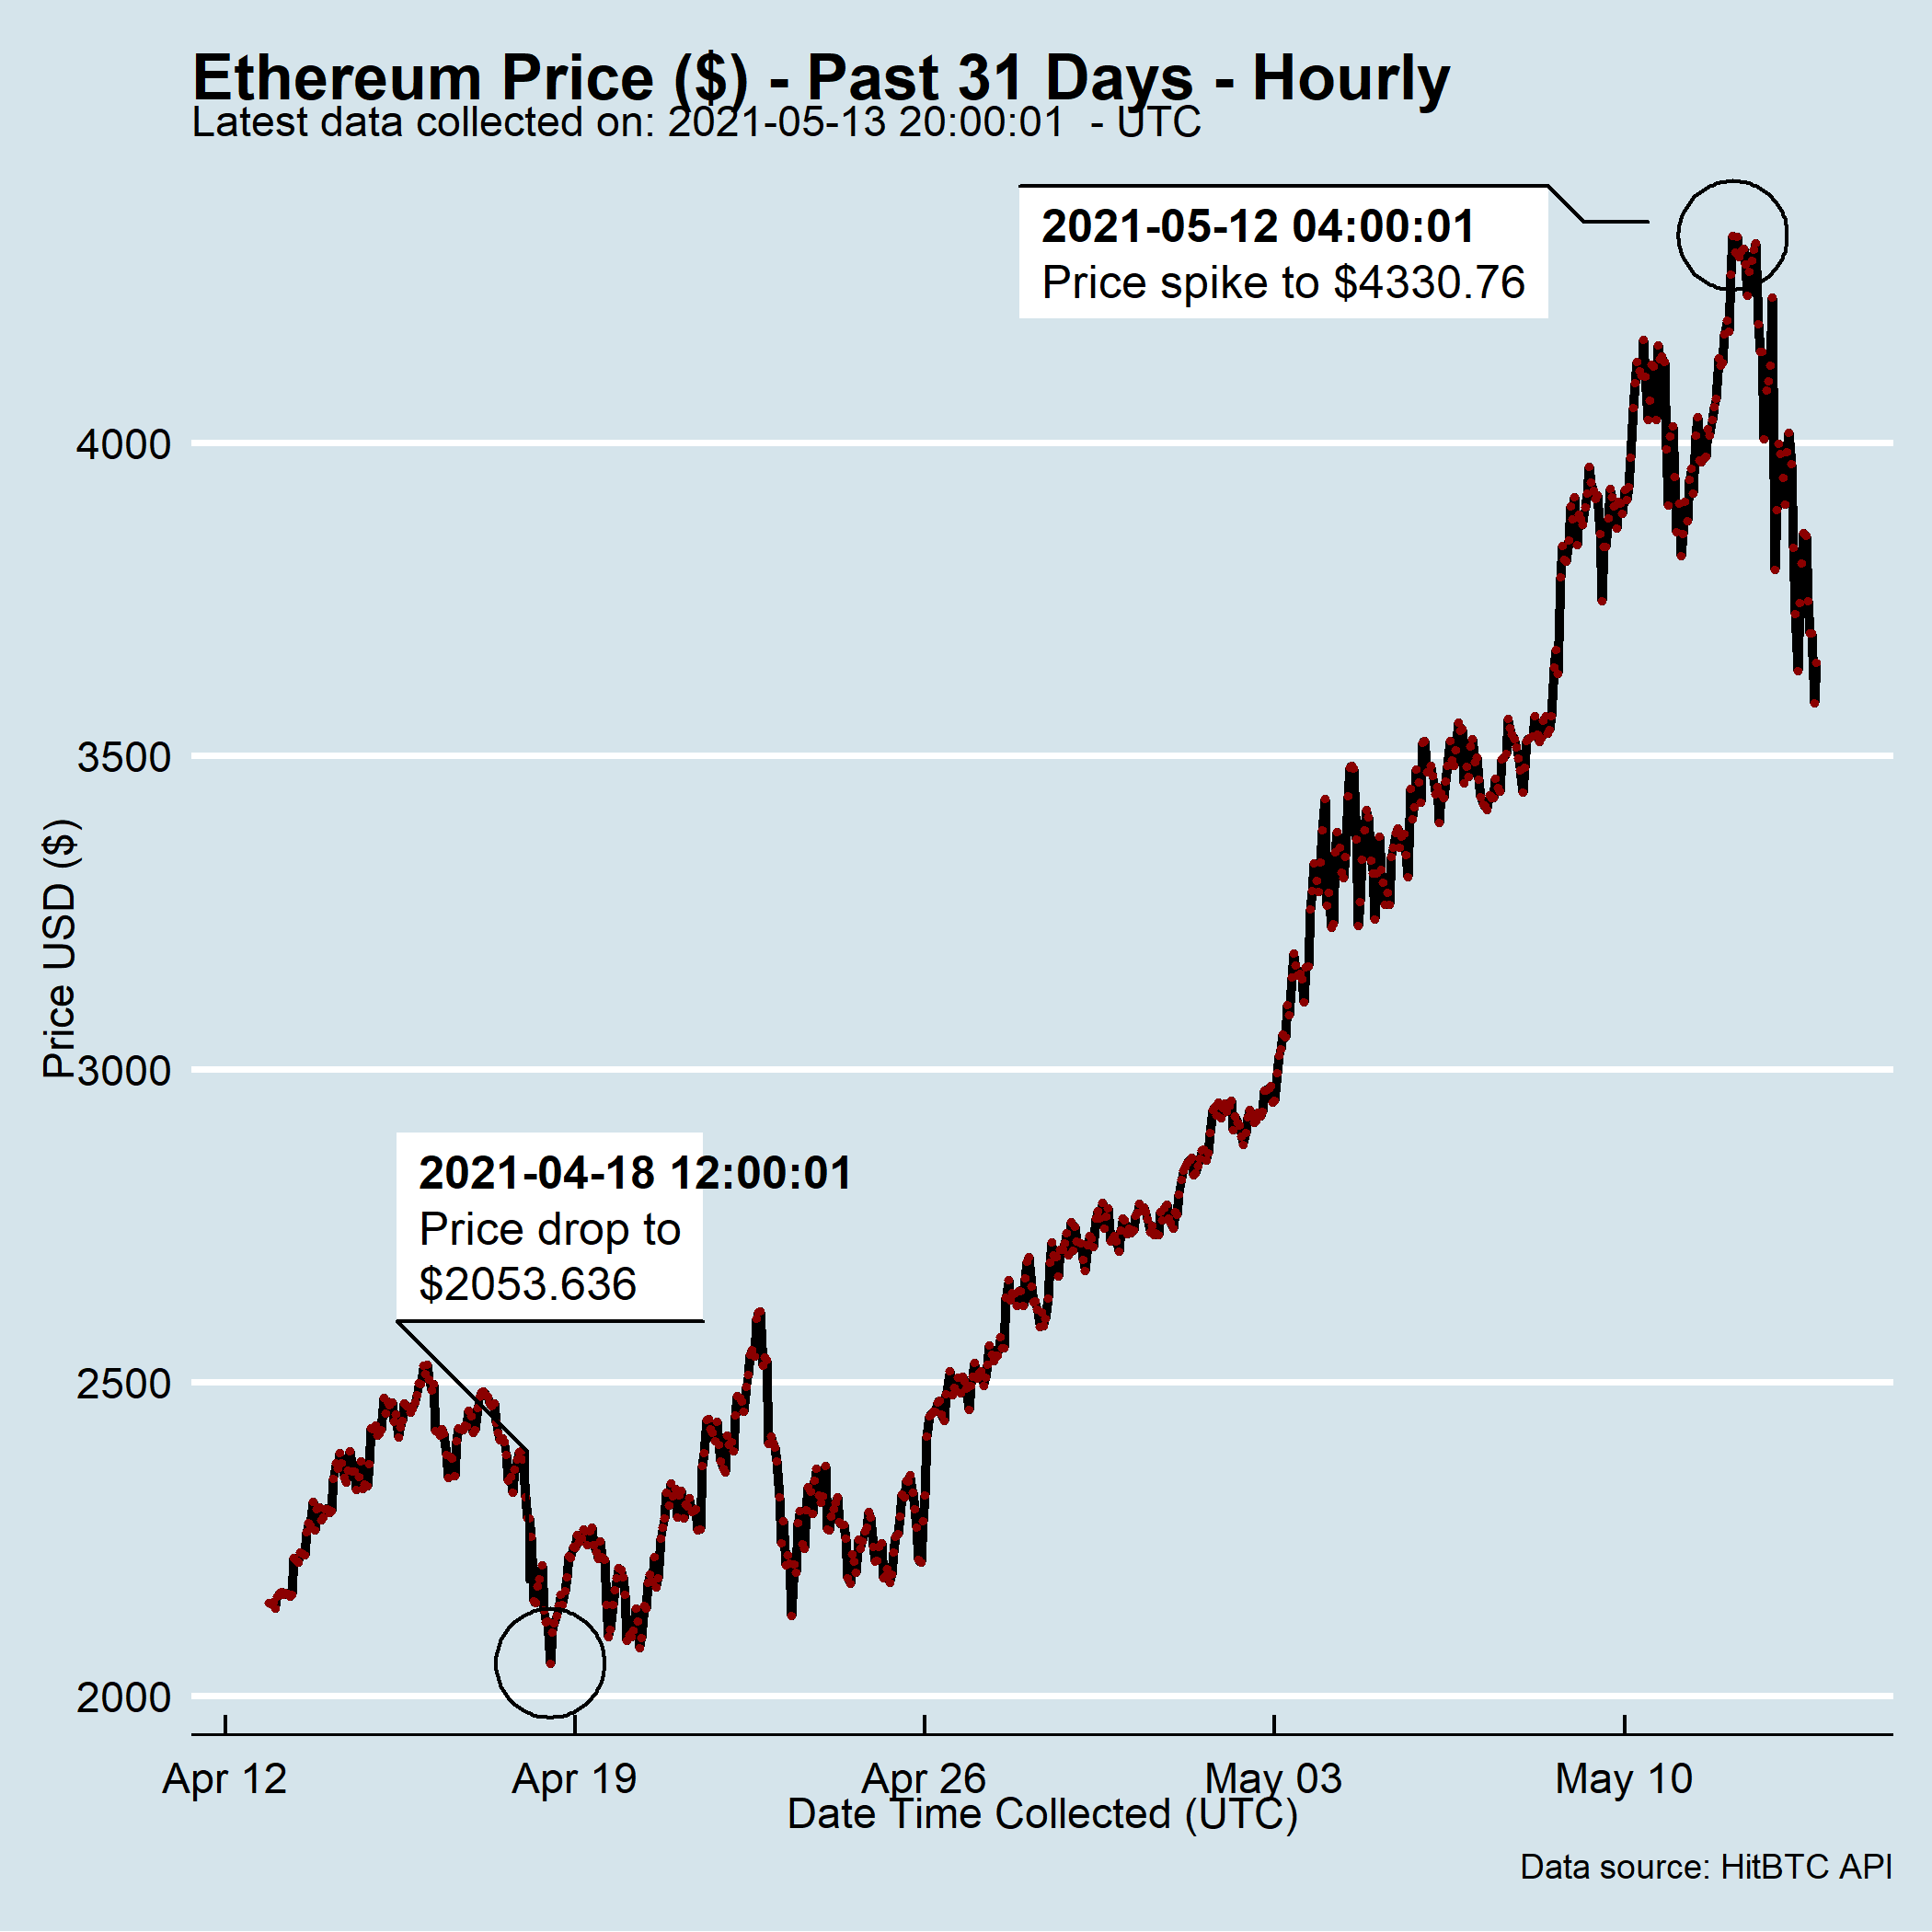 Ethereum Price ($) - Past 31 Days - Hourly
Latest data collected on: 2021-05-13 20:00:01  - UTC
2021-05-12 04:00:01
Price spike to $4330.76
4000
3500
3000
2500
2000
Price USD ($)
2021-04-18 12:00:01
Price drop to
$2053.636
Apr 12
Apr 19
Apr 26
May 03
May 10
Date Time Collected (UTC)
Data source: HitBTC API